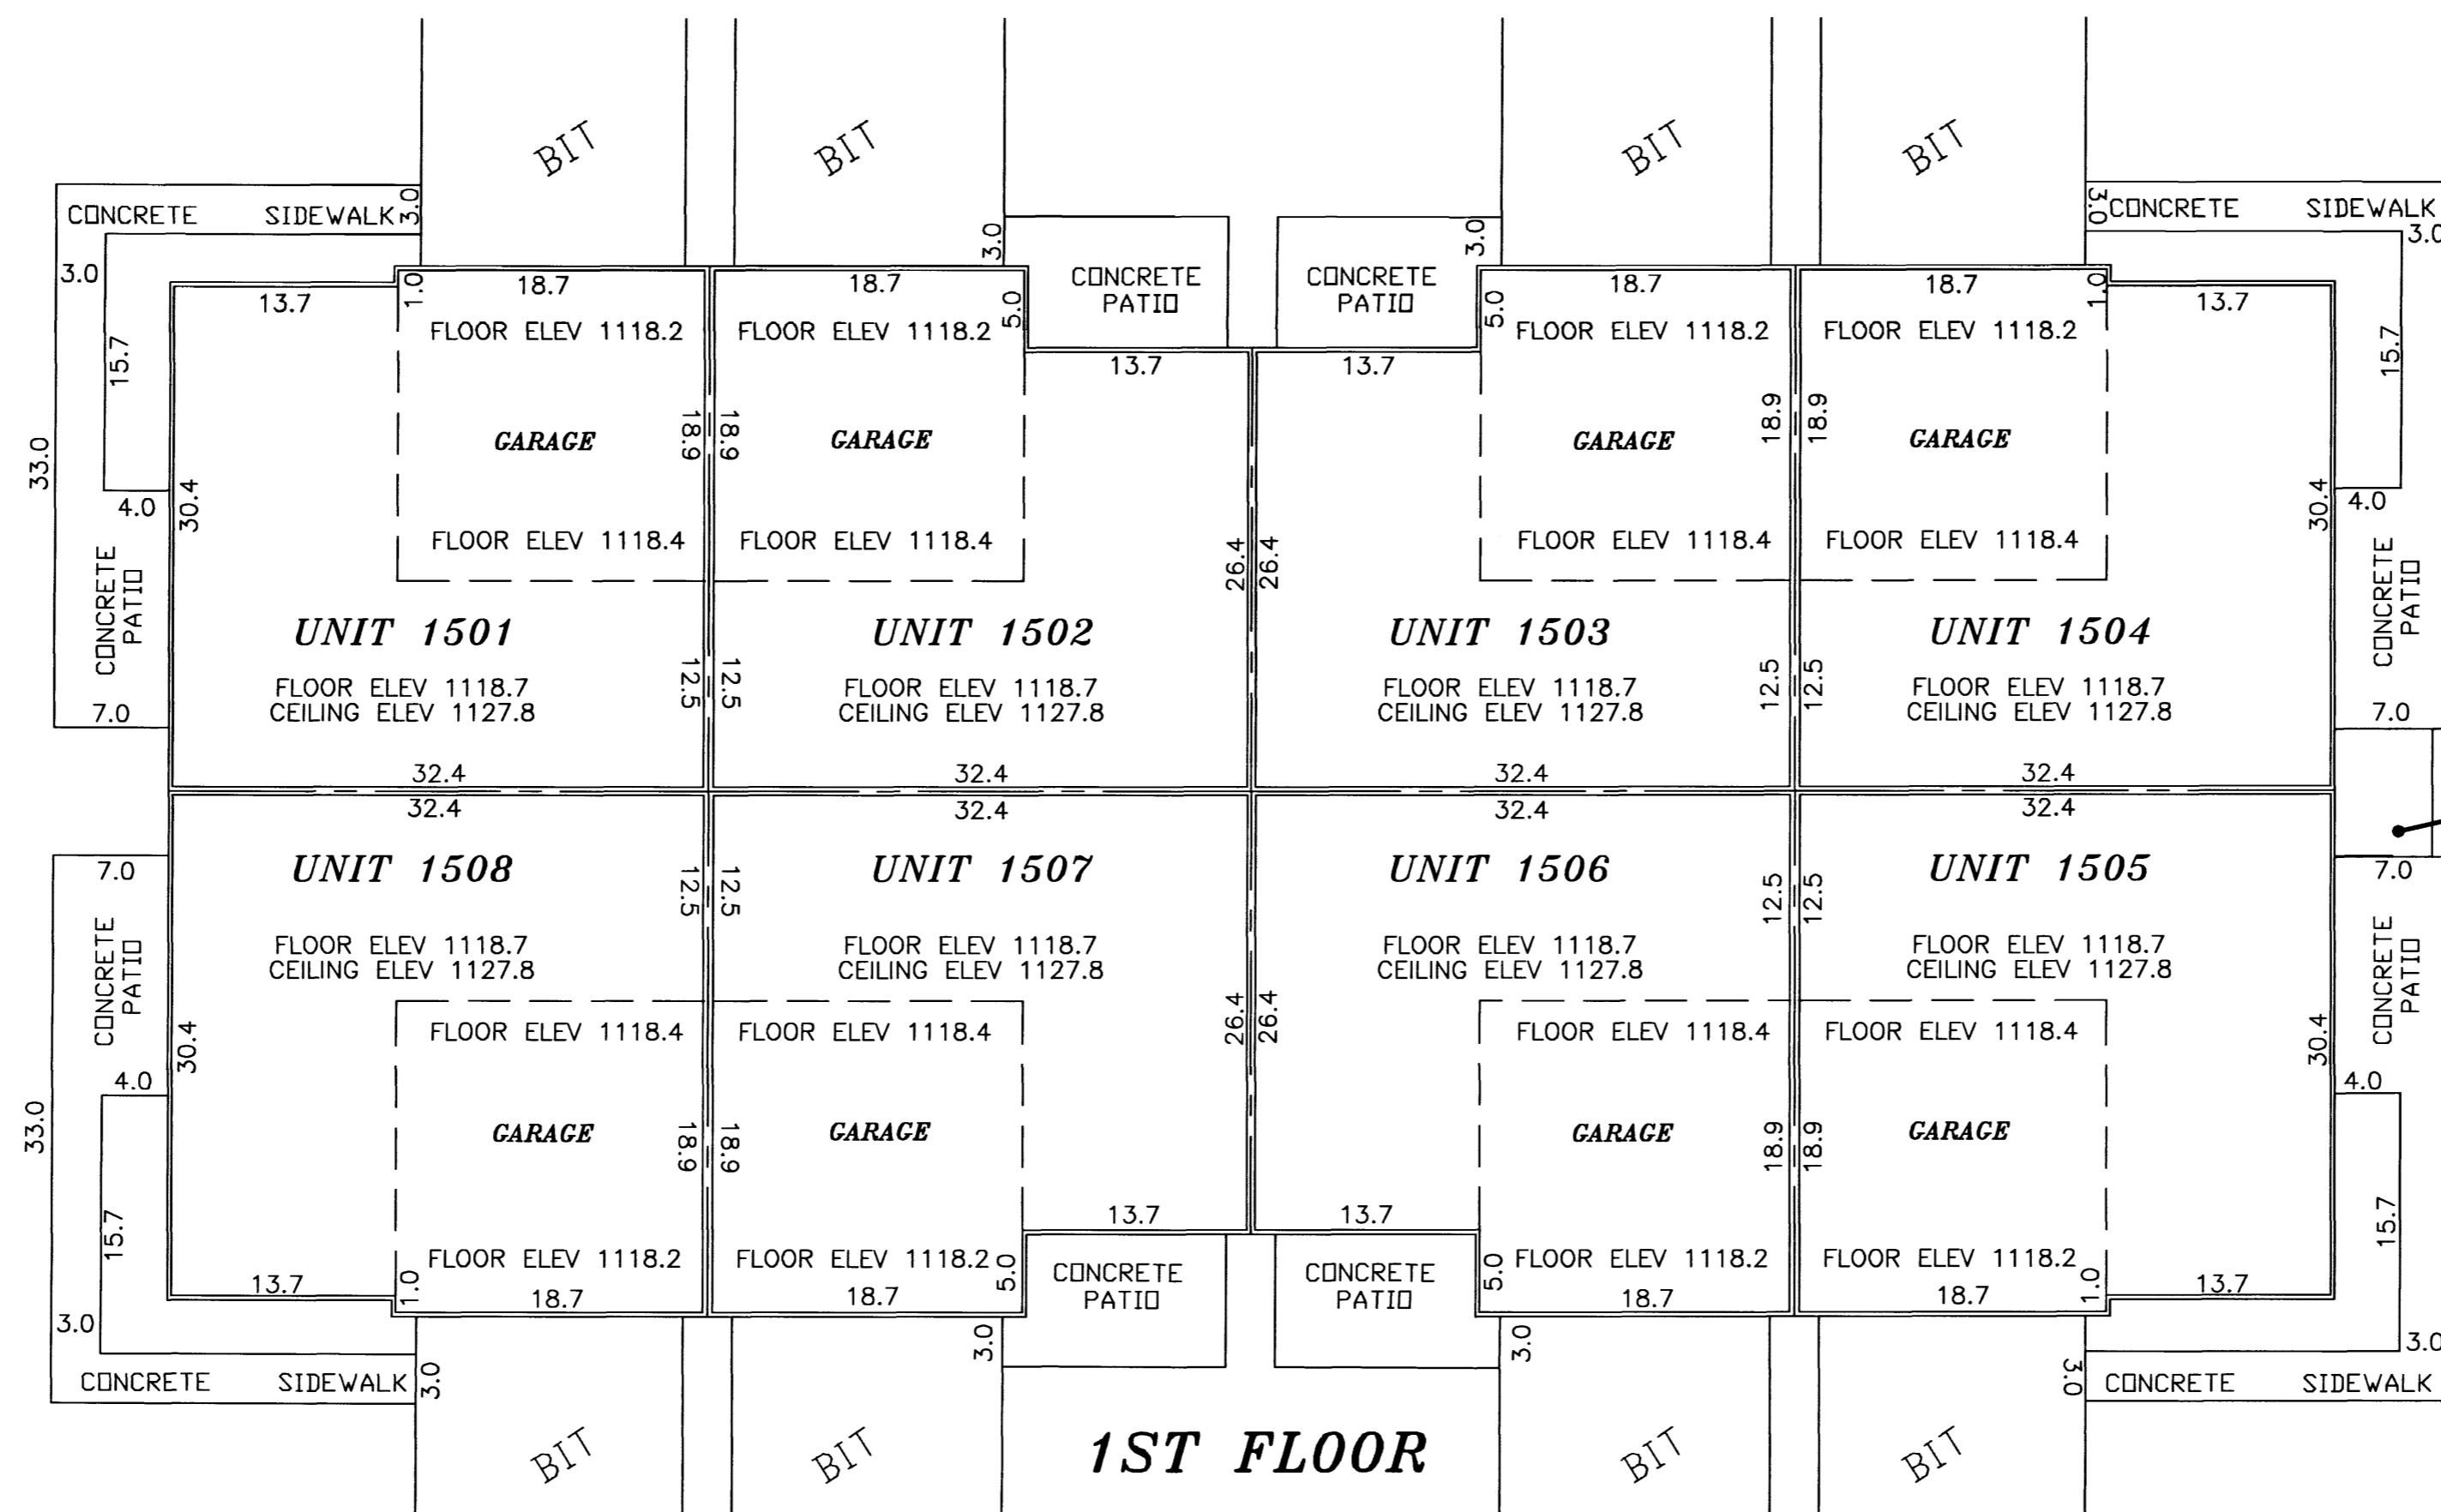 BIT
BIT
BIT
BIT
CONCRETE SIDEWALK
3.0
3.0
CONCRETE SIDEWALK
3.0
3.0
3.0
3.0
CONCRETE
PATIO
CONCRETE
PATIO
13.7
1.0
18.7
18.7
5.0
5.0
18.7
18.7
1.0
13.7
FLOOR ELEV 1118.2
FLOOR ELEV 1118.2
FLOOR ELEV 1118.2
FLOOR ELEV 1118.2
15.7
13.7
13.7
15.7
33.0
GARAGE
18.9
18.9
GARAGE
GARAGE
18.9
18.9
GARAGE
4.0
30.4
30.4
4.0
FLOOR ELEV 1118.4
FLOOR ELEV 1118.4
26.4
26.4
FLOOR ELEV 1118.4
FLOOR ELEV 1118.4
CONCRETE
PATIO
CONCRETE
PATIO
UNIT 1501
UNIT 1502
UNIT 1503
UNIT 1504
FLOOR ELEV 1118.7
CEILING ELEV 1127.8
12.5
12.5
FLOOR ELEV 1118.7
CEILING ELEV 1127.8
FLOOR ELEV 1118.7
CEILING ELEV 1127.8
12.5
12.5
FLOOR ELEV 1118.7
CEILING ELEV 1127.8
7.0
7.0
32.4
32.4
32.4
32.4
32.4
32.4
32.4
32.4
7.0
7.0
UNIT 1508
UNIT 1507
UNIT 1506
UNIT 1505
12.5
12.5
12.5
12.5
CONCRETE
PATIO
FLOOR ELEV 1118.7
CEILING ELEV 1127.8
FLOOR ELEV 1118.7
CEILING ELEV 1127.8
FLOOR ELEV 1118.7
CEILING ELEV 1127.8
FLOOR ELEV 1118.7
CEILING ELEV 1127.8
CONCRETE
PATIO
30.4
FLOOR ELEV 1118.4
FLOOR ELEV 1118.4
26.4
26.4
FLOOR ELEV 1118.4
FLOOR ELEV 1118.4
30.4
4.0
4.0
33.0
GARAGE
18.9
18.9
GARAGE
GARAGE
18.9
18.9
GARAGE
15.7
13.7
13.7
15.7
FLOOR ELEV 1118.2
FLOOR ELEV 1118.2
5.0
CONCRETE
PATIO
CONCRETE
PATIO
5.0
FLOOR ELEV 1118.2
FLOOR ELEV 1118.2
13.7
1.0
18.7
18.7
18.7
18.7
1.0
13.7
3.0
3.0
3.0
3.0
CONCRETE SIDEWALK
3.0
3.0
CONCRETE SIDEWALK
BIT
BIT
1ST FLOOR
BIT
BIT